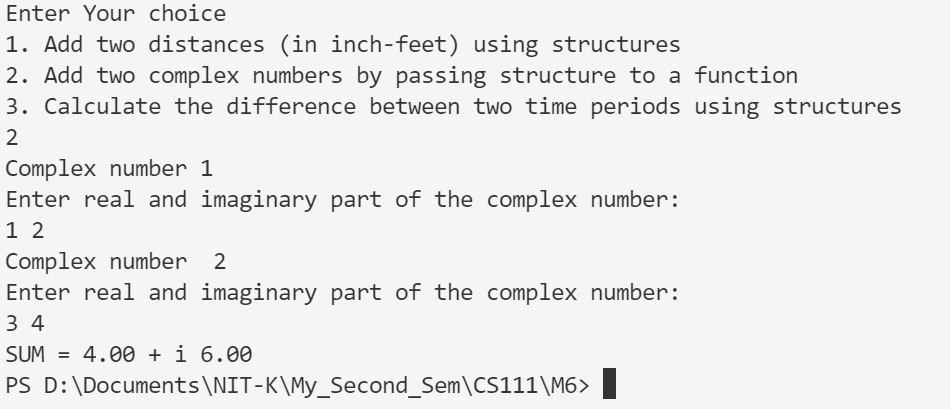 Enter Your choice
1. Add two distances (in inch-feet) using structures
2. Add two complex numbers by passing structure to a function
3. Calculate the difference between two time periods using structures
2
Complex number 1
Enter real and imaginary part of the complex number:
1 2
Complex number  2
Enter real and imaginary part of the complex number:
3 4
SUM = 4.00 + i 6.00
PS D:\Documents\NIT-K\My_Second_Sem\CS111\M6>